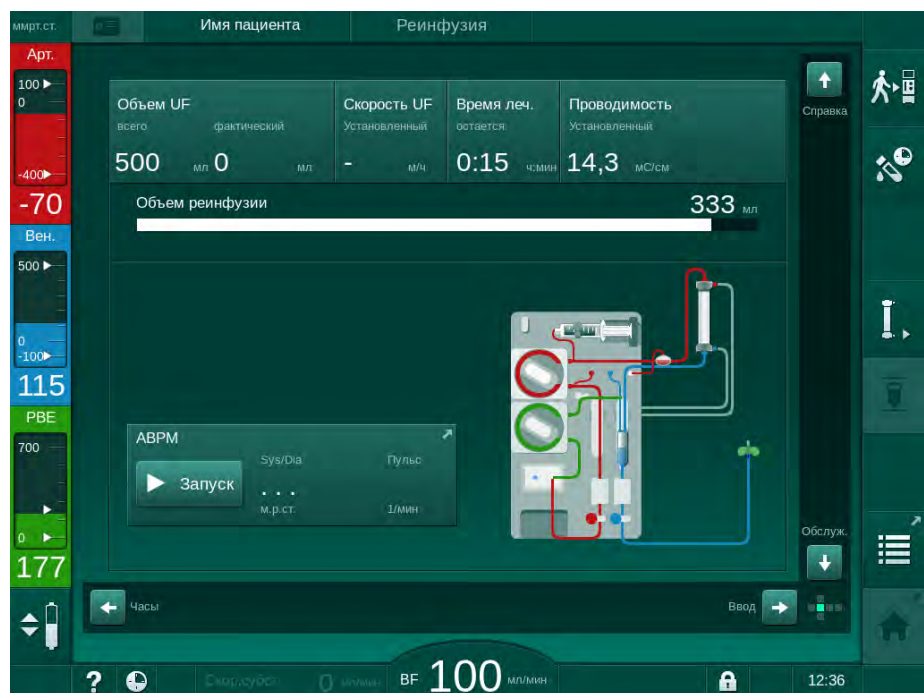 ммрт.ст.
Имя пациента
Реинфузия
Арт.
100
0
-400
-70
Вен.
500
0
-100
115
PBE
700
0
177
Объем UF
всего
фактический
500 мл 0 мл
Скорость UF
Установленный
- м/ч
Время леч.
остается
0:15 ч:мин
Проводимость
Установленный
14,3 мС/см
Объем реинфузии
333 мл
ABPM
Запуск
Sys/Dia
Пульс
. . .
м.р.ст.
1/мин
Справка
Обслуж.
Часы
Ввод
?
0 мл/мин
BF 100 мл/мин
12:36